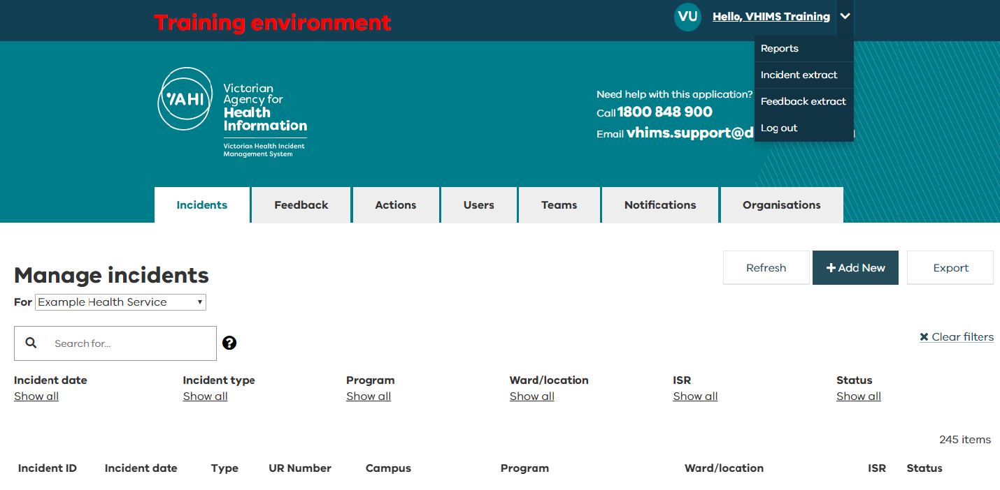 Training environment
VU Hello, VHIMS Training
Reports
Incident extract
Feedback extract
Log out
VAHI
Victorian
Agency for
Health
Information
Victorian Health Incident
Management System
Need help with this application?
Call 1800 848 900
Email vhims.support@d
Incidents Feedback Actions Users Teams Notifications Organisations
Manage incidents
Refresh Add New Export
For Example Health Service
Search for...
Clear filters
Incident date Incident type Program Ward/location ISR Status
Show all Show all Show all Show all Show all Show all
245 items
Incident ID Incident date Type UR Number Campus Program Ward/location ISR Status